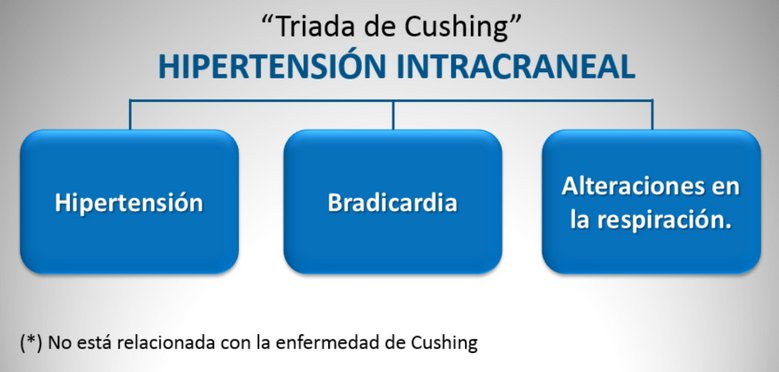 “Triada de Cushing”
HIPERTENSIÓN INTRACRANEAL
Hipertensión
Bradicardia
Alteraciones en
la respiración.
(*) No está relacionada con la enfermedad de Cushing